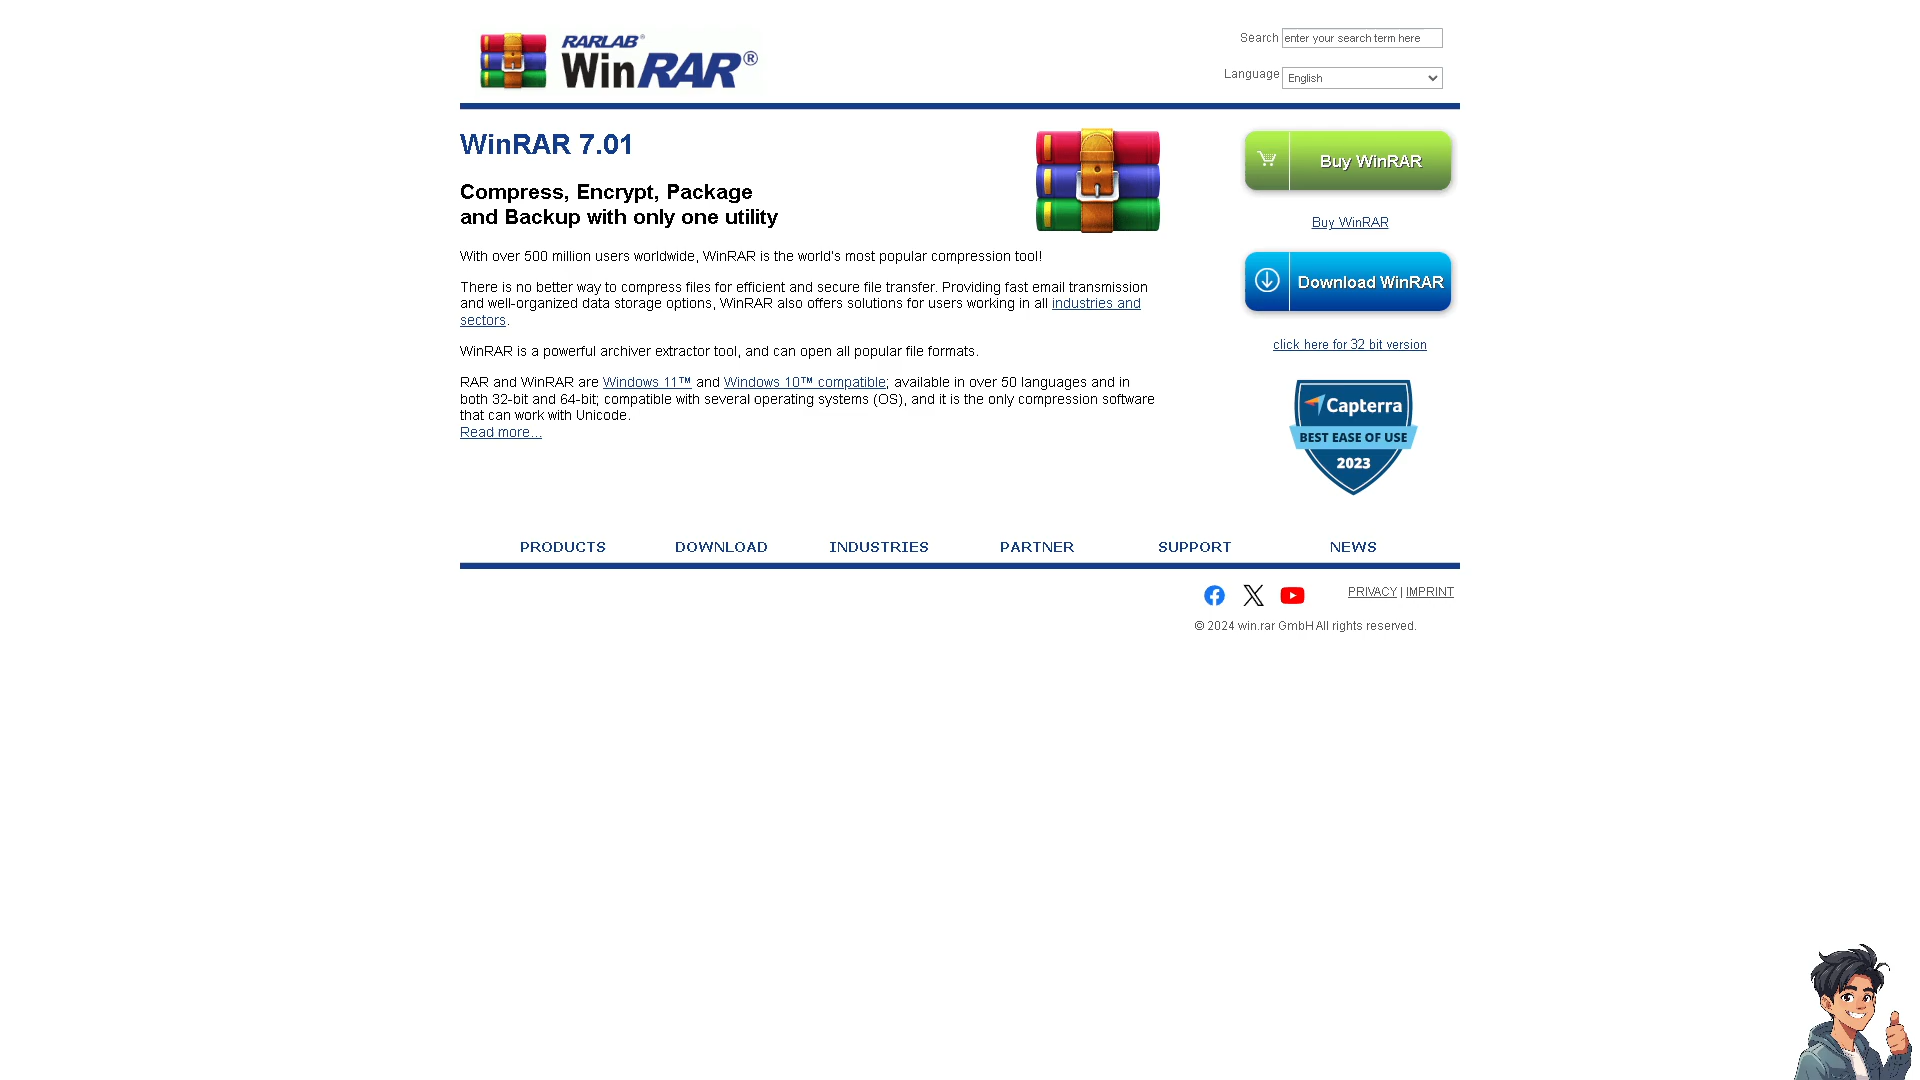 RARLAB®
WinRAR®
Search enter your search term here
Language English
WinRAR 7.01
Compress, Encrypt, Package
and Backup with only one utility
With over 500 million users worldwide, WinRAR is the world's most popular compression tool!
There is no better way to compress files for efficient and secure file transfer. Providing fast email transmission
and well-organized data storage options, WinRAR also offers solutions for users working in all industries and
sectors.
WinRAR is a powerful archiver extractor tool, and can open all popular file formats.
RAR and WinRAR are Windows 11™ and Windows 10™ compatible; available in over 50 languages and in
both 32-bit and 64-bit; compatible with several operating systems (OS), and it is the only compression software
that can work with Unicode.
Read more...
Buy WinRAR
Buy WinRAR
Download WinRAR
click here for 32 bit version
Capterra
BEST EASE OF USE
2023
PRODUCTS DOWNLOAD INDUSTRIES PARTNER SUPPORT NEWS
PRIVACY | IMPRINT
© 2024 win.rar GmbH All rights reserved.